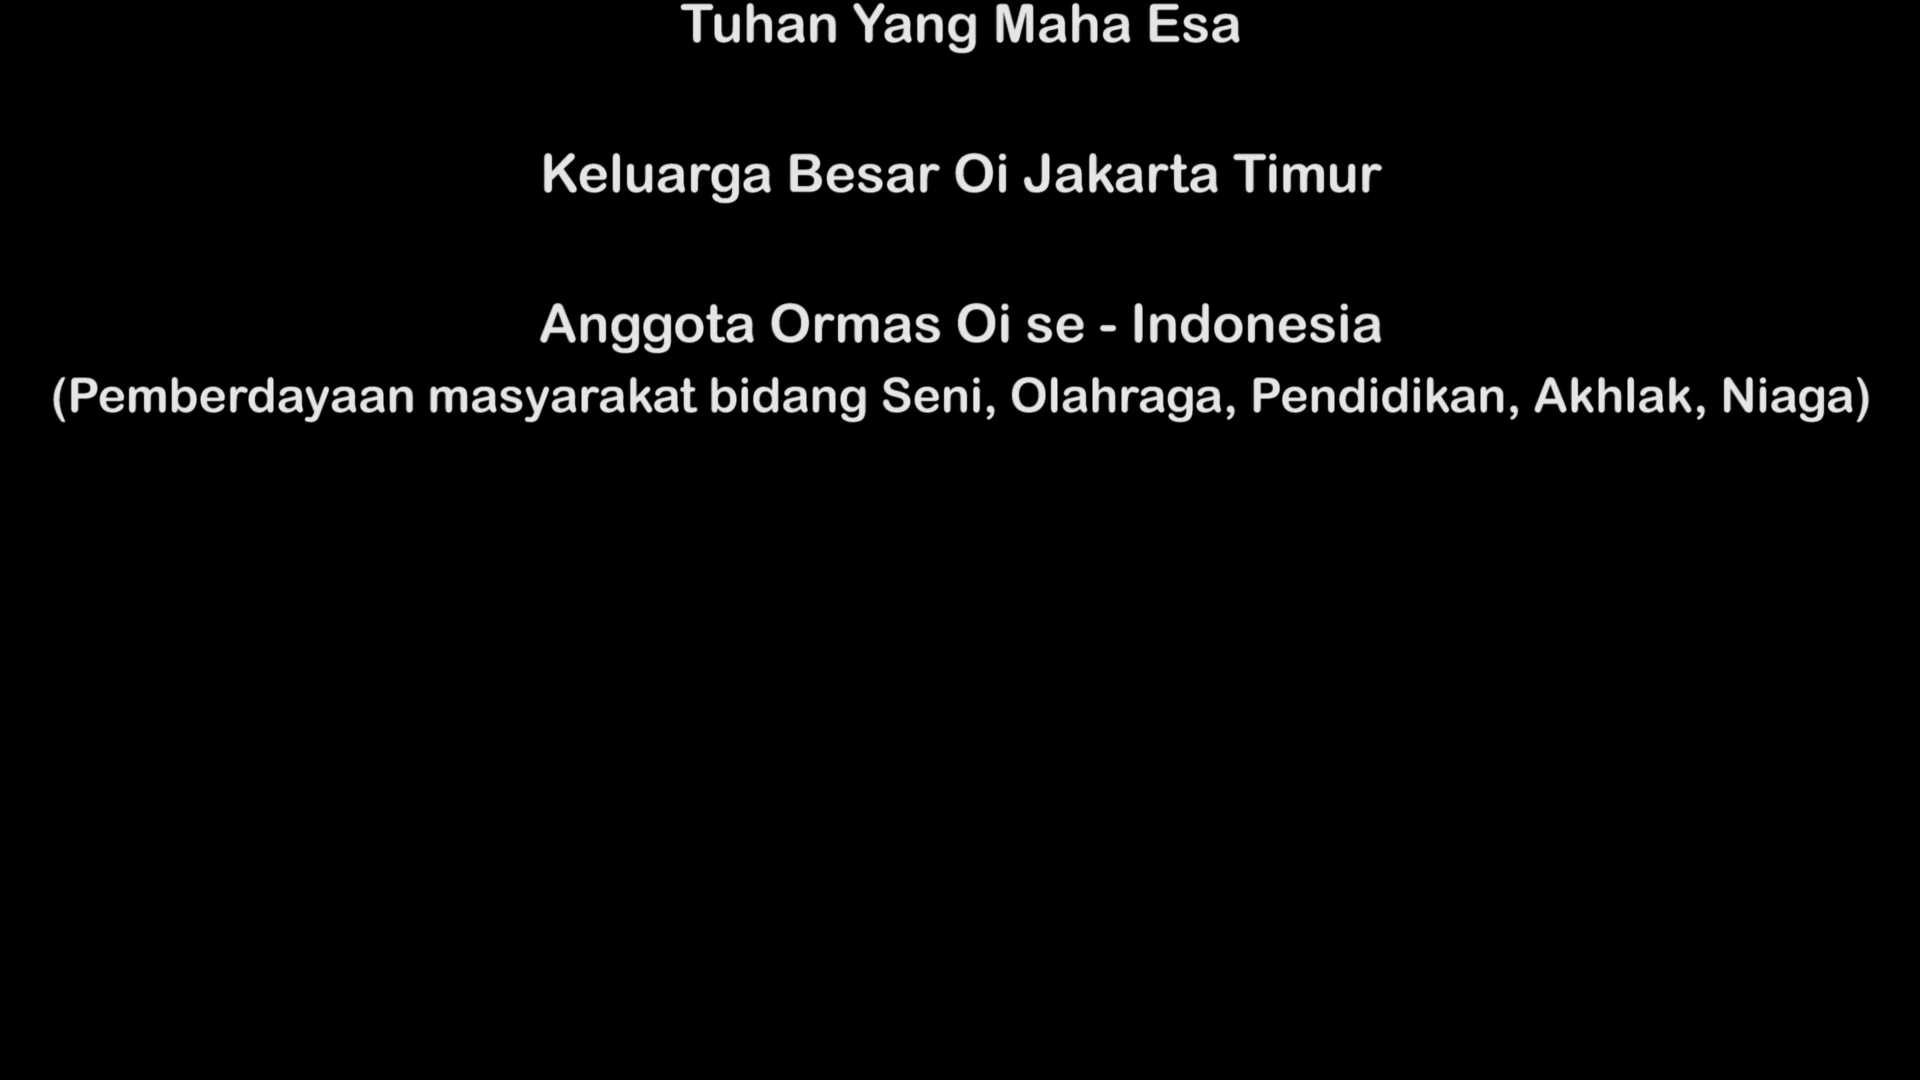 Tuhan Yang Maha Esa
Keluarga Besar Oi Jakarta Timur
Anggota Ormas Oi se - Indonesia
(Pemberdayaan masyarakat bidang Seni, Olahraga, Pendidikan, Akhlak, Niaga)